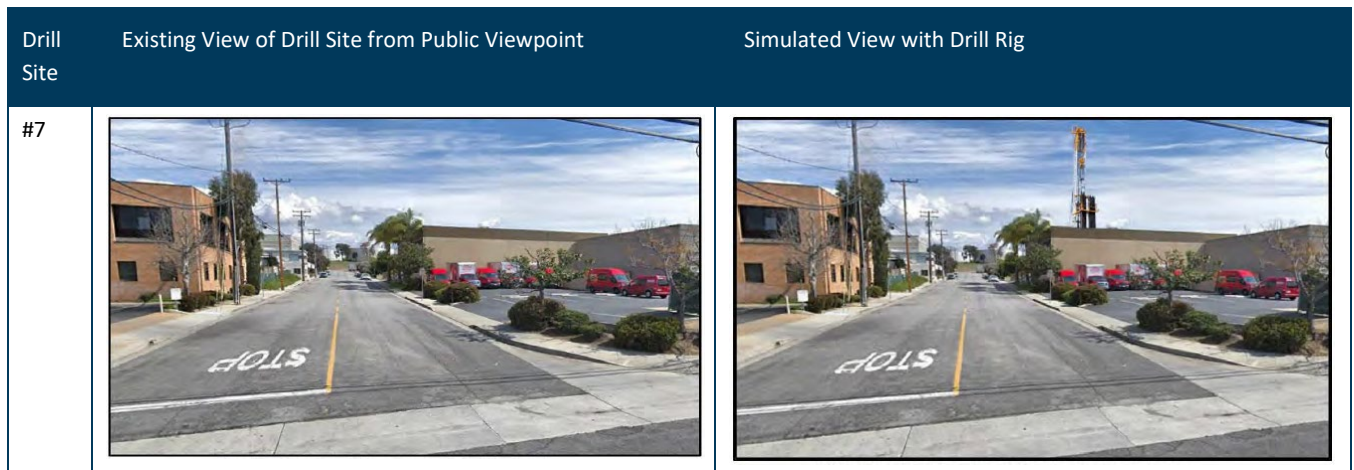 Drill
Site
Existing View of Drill Site from Public Viewpoint
Simulated View with Drill Rig
#7
STOP
STOP